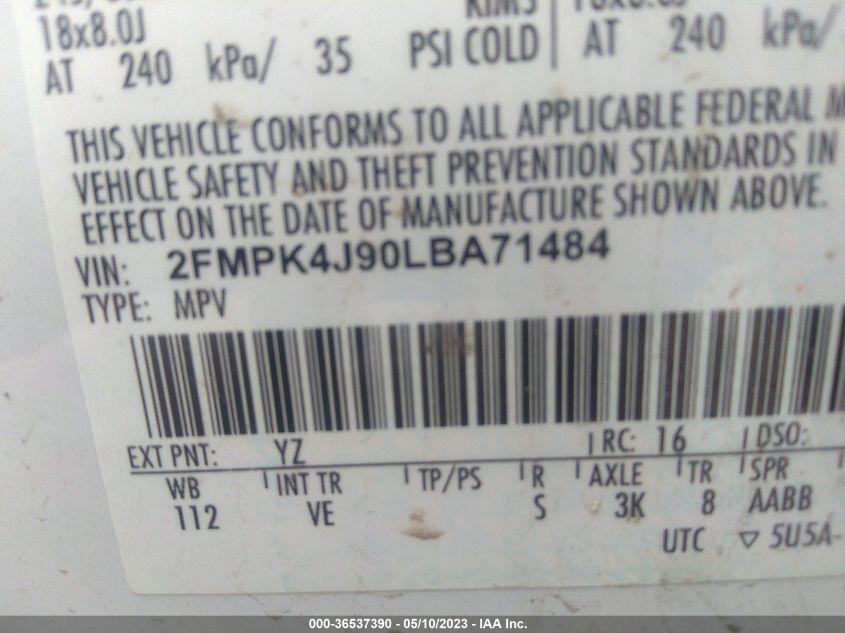 18x8.0J
AT 240 kPa/ 35 PSI COLD AT 240 kPa/
THIS VEHICLE CONFORMS TO ALL APPLICABLE FEDERAL
VEHICLE SAFETY AND THEFT PREVENTION STANDARDS IN
EFFECT ON THE DATE OF MANUFACTURE SHOWN ABOVE.
VIN: 2FMPK4J90LBA71484
TYPE: MPV
EXT PNT: YZ RC: 16 DSO:
WB INT TR TP/PS R AXLE TR SPR
112 VE S 3K 8 AABB
UTC ▽ 5U5A-
000-36537390 - 05/10/2023 - IAA Inc.